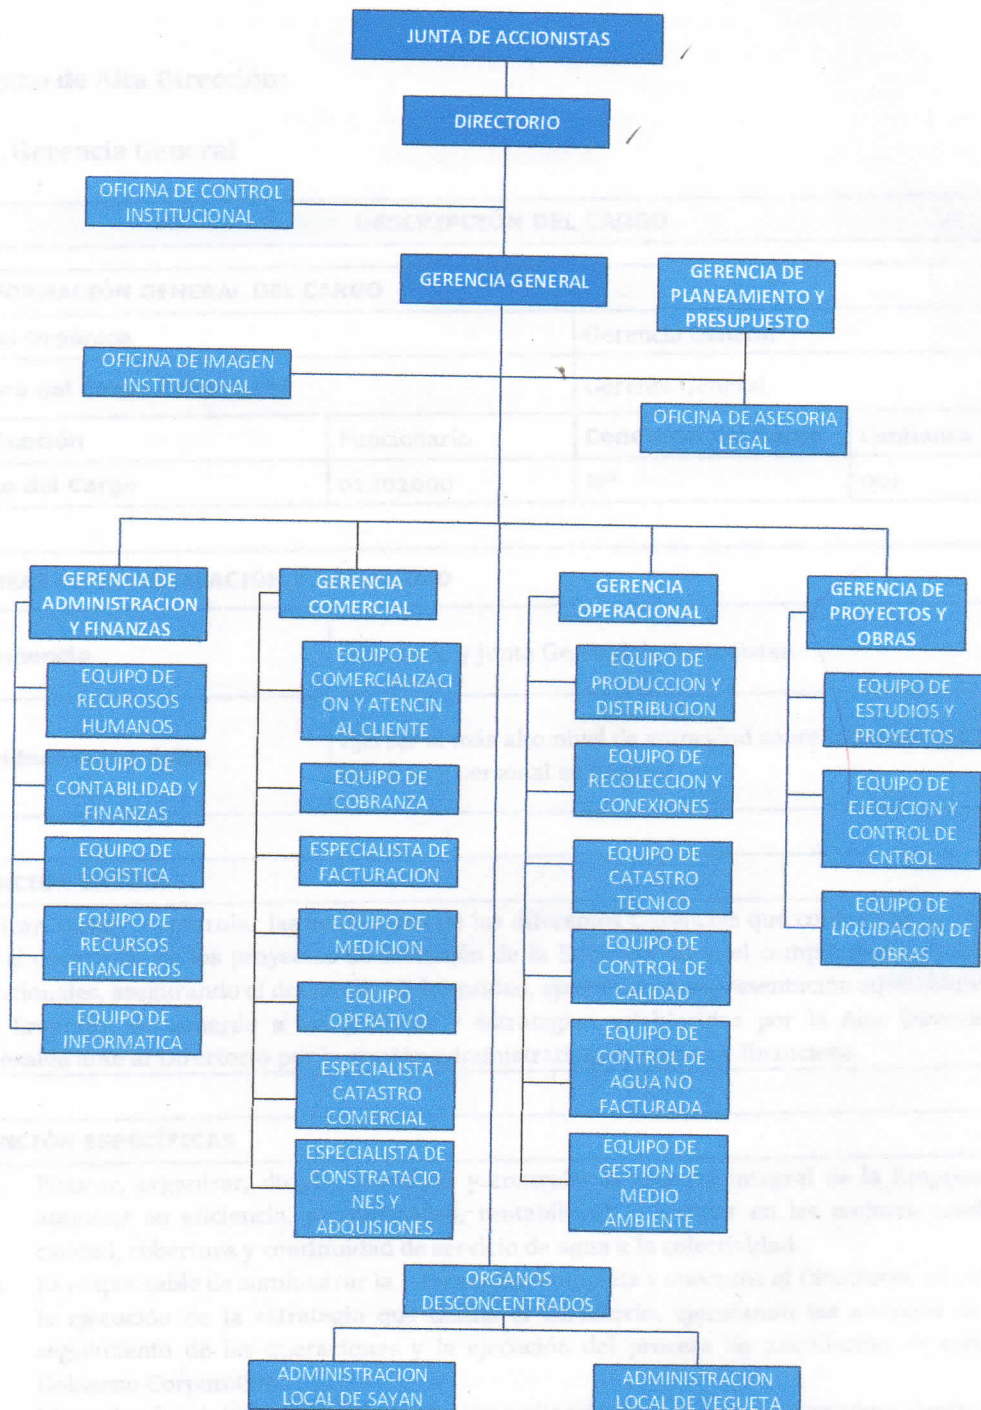 JUNTA DE ACCIONISTAS
DIRECTORIO
OFICINA DE CONTROL
INSTITUCIONAL
GERENCIA GENERAL
GERENCIA DE
PLANEAMIENTO Y
PRESUPUESTO
OFICINA DE IMAGEN
INSTITUCIONAL
OFICINA DE ASESORIA
LEGAL
GERENCIA DE
ADMINISTRACION
Y FINANZAS
EQUIPO DE
RECUROSOS
HUMANOS
EQUIPO DE
CONTABILIDAD Y
FINANZAS
EQUIPO DE
LOGISTICA
EQUIPO DE
RECURSOS
FINANCIEROS
EQUIPO DE
INFORMATICA
GERENCIA
COMERCIAL
EQUIPO DE
COMERCIALIZACI
ON Y ATENCIN
AL CLIENTE
EQUIPO DE
COBRANZA
ESPECIALISTA DE
FACTURACION
EQUIPO DE
MEDICION
EQUIPO
OPERATIVO
ESPECIALISTA
CATASTRO
COMERCIAL
ESPECIALISTA DE
CONSTRATACIO
NES Y
ADQUISIONES
GERENCIA
OPERACIONAL
EQUIPO DE
PRODUCCION Y
DISTRIBUCION
EQUIPO DE
RECOLECCION Y
CONEXIONES
EQUIPO DE
CATASTRO
TECNICO
EQUIPO DE
CONTROL DE
CALIDAD
EQUIPO DE
CONTROL DE
AGUA NO
FACTURADA
EQUIPO DE
GESTION DE
MEDIO
AMBIENTE
GERENCIA DE
PROYECTOS Y
OBRAS
EQUIPO DE
ESTUDIOS Y
PROYECTOS
EQUIPO DE
EJECUCION Y
CONTROL DE
CNTROL
EQUIPO DE
LIQUIDACION DE
OBRAS
ORGANOS
DESCONCENTRADOS
ADMINISTRACION
LOCAL DE SAYAN
ADMINISTRACION
LOCAL DE VEGUETA